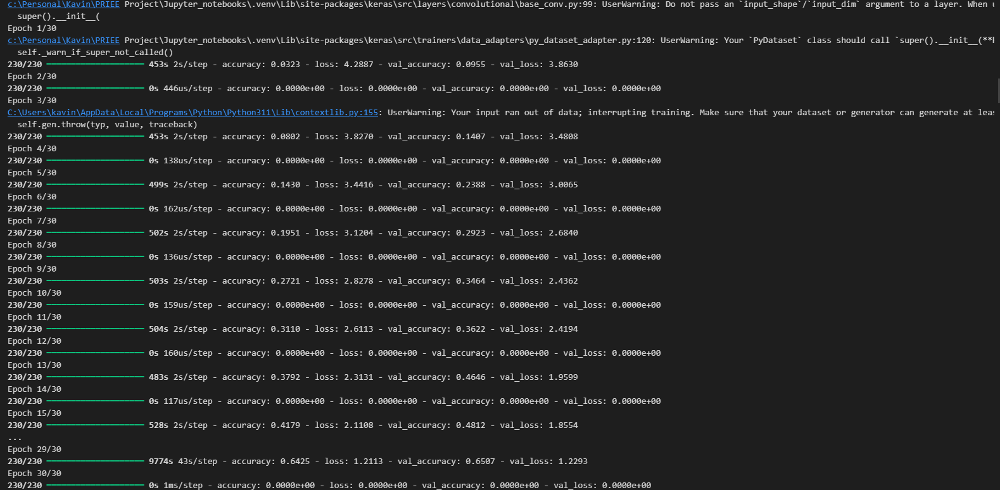 c:\Personal\Kavin\PRIEE Project\Jupyter_notebooks\.venv\Lib\site-packages\keras\src\layers\convolutional\base_conv.py:99: UserWarning: Do not pass an `input_shape`/`input_dim` argument to a layer. When
  super().__init__(
Epoch 1/30
c:\Personal\Kavin\PRIEE Project\Jupyter_notebooks\.venv\Lib\site-packages\keras\src\trainers\data_adapters\py_dataset_adapter.py:120: UserWarning: Your `PyDataset` class should call `super().__init__(**
  self._warn_if_super_not_called()
230/230 453s 2s/step - accuracy: 0.0323 - loss: 4.2887 - val_accuracy: 0.0955 - val_loss: 3.8630
Epoch 2/30
230/230 0s 446us/step - accuracy: 0.0000e+00 - loss: 0.0000e+00 - val_accuracy: 0.0000e+00 - val_loss: 0.0000e+00
Epoch 3/30
C:\Users\kavin\AppData\Local\Programs\Python\Python311\Lib\contextlib.py:155: UserWarning: Your input ran out of data; interrupting training. Make sure that your dataset or generator can generate at
  self.gen.throw(typ, value, traceback)
230/230 453s 2s/step - accuracy: 0.0802 - loss: 3.8270 - val_accuracy: 0.1407 - val_loss: 3.4808
Epoch 4/30
230/230 0s 138us/step - accuracy: 0.0000e+00 - loss: 0.0000e+00 - val_accuracy: 0.0000e+00 - val_loss: 0.0000e+00
Epoch 5/30
230/230 499s 2s/step - accuracy: 0.1430 - loss: 3.4416 - val_accuracy: 0.2388 - val_loss: 3.0065
Epoch 6/30
230/230 0s 162us/step - accuracy: 0.0000e+00 - loss: 0.0000e+00 - val_accuracy: 0.0000e+00 - val_loss: 0.0000e+00
Epoch 7/30
230/230 502s 2s/step - accuracy: 0.1951 - loss: 3.1204 - val_accuracy: 0.2923 - val_loss: 2.6840
Epoch 8/30
230/230 0s 136us/step - accuracy: 0.0000e+00 - loss: 0.0000e+00 - val_accuracy: 0.0000e+00 - val_loss: 0.0000e+00
Epoch 9/30
230/230 503s 2s/step - accuracy: 0.2721 - loss: 2.8278 - val_accuracy: 0.3464 - val_loss: 2.4362
Epoch 10/30
230/230 0s 159us/step - accuracy: 0.0000e+00 - loss: 0.0000e+00 - val_accuracy: 0.0000e+00 - val_loss: 0.0000e+00
Epoch 11/30
230/230 504s 2s/step - accuracy: 0.3110 - loss: 2.6113 - val_accuracy: 0.3622 - val_loss: 2.4194
Epoch 12/30
230/230 0s 160us/step - accuracy: 0.0000e+00 - loss: 0.0000e+00 - val_accuracy: 0.0000e+00 - val_loss: 0.0000e+00
Epoch 13/30
230/230 483s 2s/step - accuracy: 0.3792 - loss: 2.3131 - val_accuracy: 0.4646 - val_loss: 1.9599
Epoch 14/30
230/230 0s 117us/step - accuracy: 0.0000e+00 - loss: 0.0000e+00 - val_accuracy: 0.0000e+00 - val_loss: 0.0000e+00
Epoch 15/30
230/230 528s 2s/step - accuracy: 0.4179 - loss: 2.1108 - val_accuracy: 0.4812 - val_loss: 1.8554
...
Epoch 29/30
230/230 9774s 43s/step - accuracy: 0.6425 - loss: 1.2113 - val_accuracy: 0.6507 - val_loss: 1.2293
Epoch 30/30
230/230 0s 1ms/step - accuracy: 0.0000e+00 - loss: 0.0000e+00 - val_accuracy: 0.0000e+00 - val_loss: 0.0000e+00